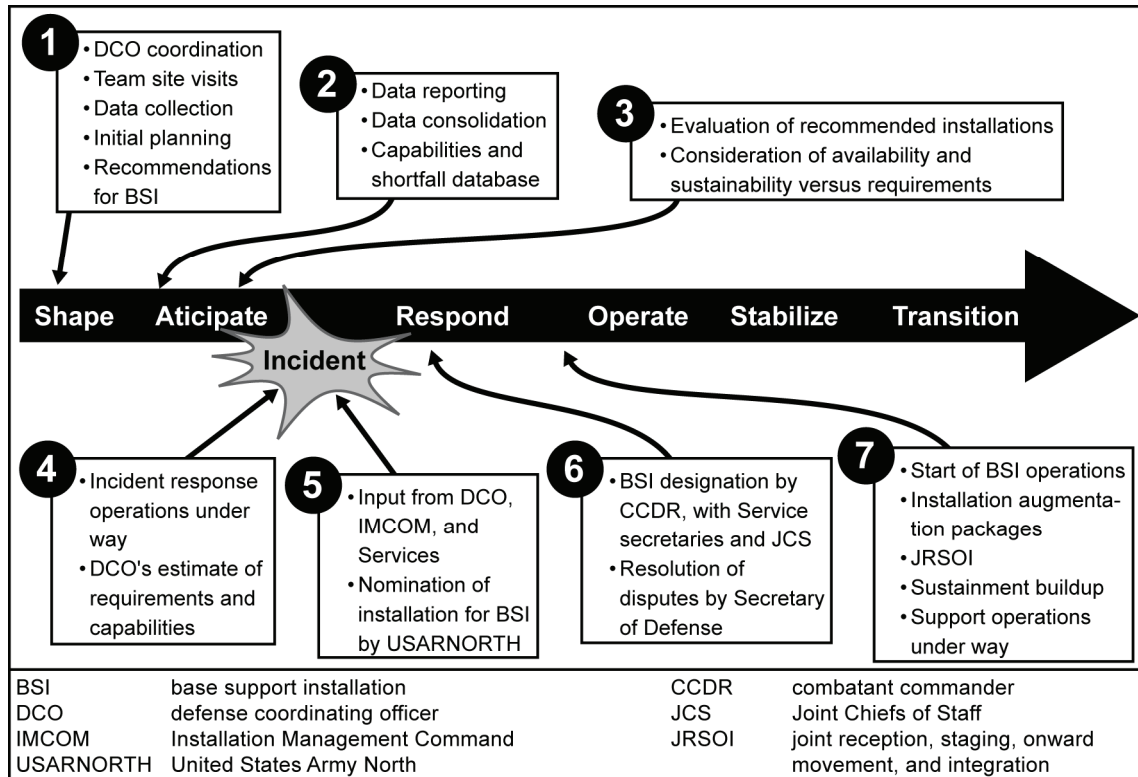 1
• DCO coordination
• Team site visits
• Data collection
• Initial planning
• Recommendations
for BSI
2
• Data reporting
• Data consolidation
• Capabilities and
shortfall database
3
• Evaluation of recommended installations
• Consideration of availability and
sustainability versus requirements
Shape Aticipate Respond Operate Stabilize Transition
Incident
4
• Incident response
operations under
way
• DCO's estimate of
requirements and
capabilities
5
• Input from DCO,
IMCOM, and
Services
• Nomination of
installation for BSI
by USARNORTH
6
• BSI designation by
CCDR, with Service
secretaries and JCS
• Resolution of
disputes by Secretary
of Defense
7
• Start of BSI operations
• Installation augmenta-
tion packages
• JRSOI
• Sustainment buildup
• Support operations
under way
BSI base support installation
DCO defense coordinating officer
IMCOM Installation Management Command
USARNORTH United States Army North
CCDR combatant commander
JCS Joint Chiefs of Staff
JRSOI joint reception, staging, onward
movement, and integration